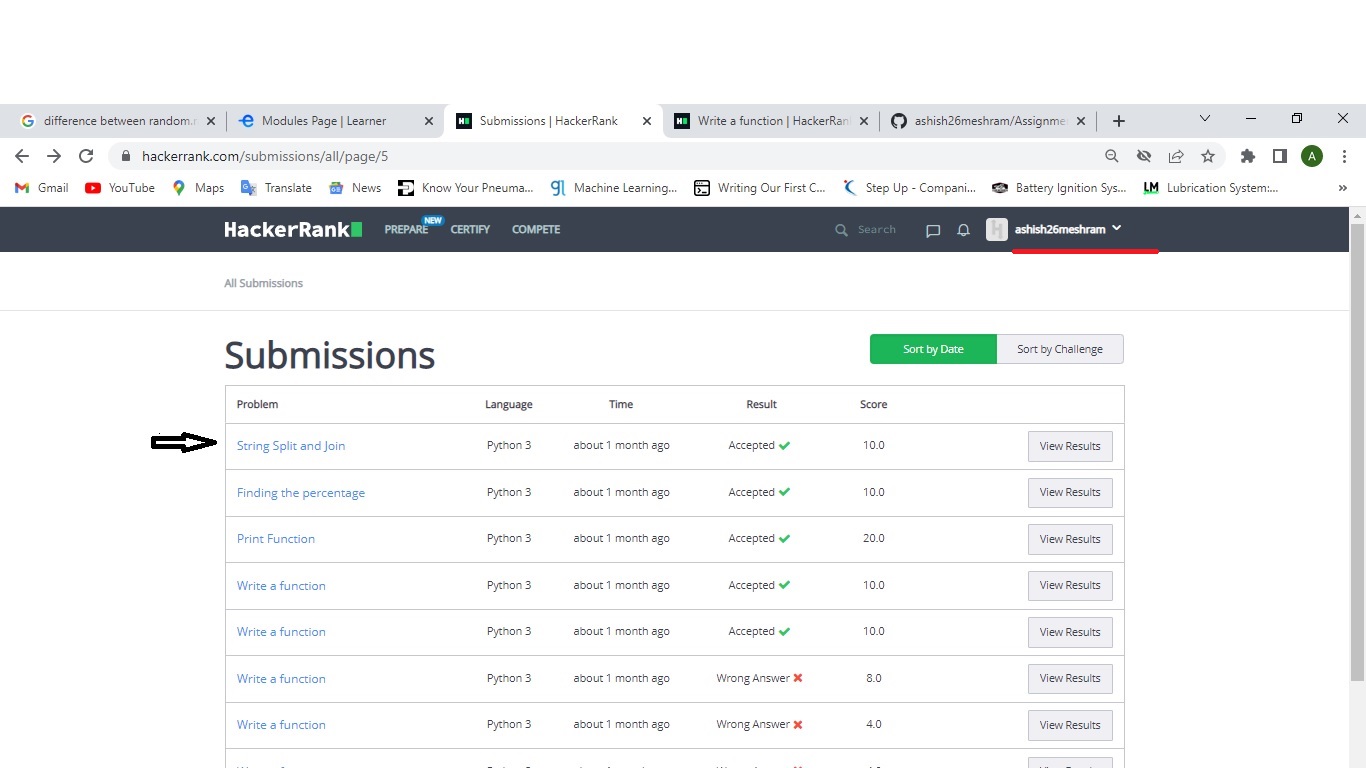 difference between random.r
Modules Page | Learner
Submissions | HackerRank
Write a function | HackerRan
ashish26meshram/Assignme
hackerrank.com/submissions/all/page/5
A
Gmail
YouTube
Maps
Translate
News
Know Your Pneuma...
Machine Learning...
Writing Our First C...
Step Up - Compani...
Battery Ignition Sys...
LM Lubrication System:...
»
HackerRank
PREPARE NEW
CERTIFY
COMPETE
Search
H
ashish26meshram
All Submissions
Submissions
Sort by Date
Sort by Challenge
Problem Language Time Result Score
String Split and Join Python 3 about 1 month ago Accepted 10.0 View Results
Finding the percentage Python 3 about 1 month ago Accepted 10.0 View Results
Print Function Python 3 about 1 month ago Accepted 20.0 View Results
Write a function Python 3 about 1 month ago Accepted 10.0 View Results
Write a function Python 3 about 1 month ago Accepted 10.0 View Results
Write a function Python 3 about 1 month ago Wrong Answer 8.0 View Results
Write a function Python 3 about 1 month ago Wrong Answer 4.0 View Results